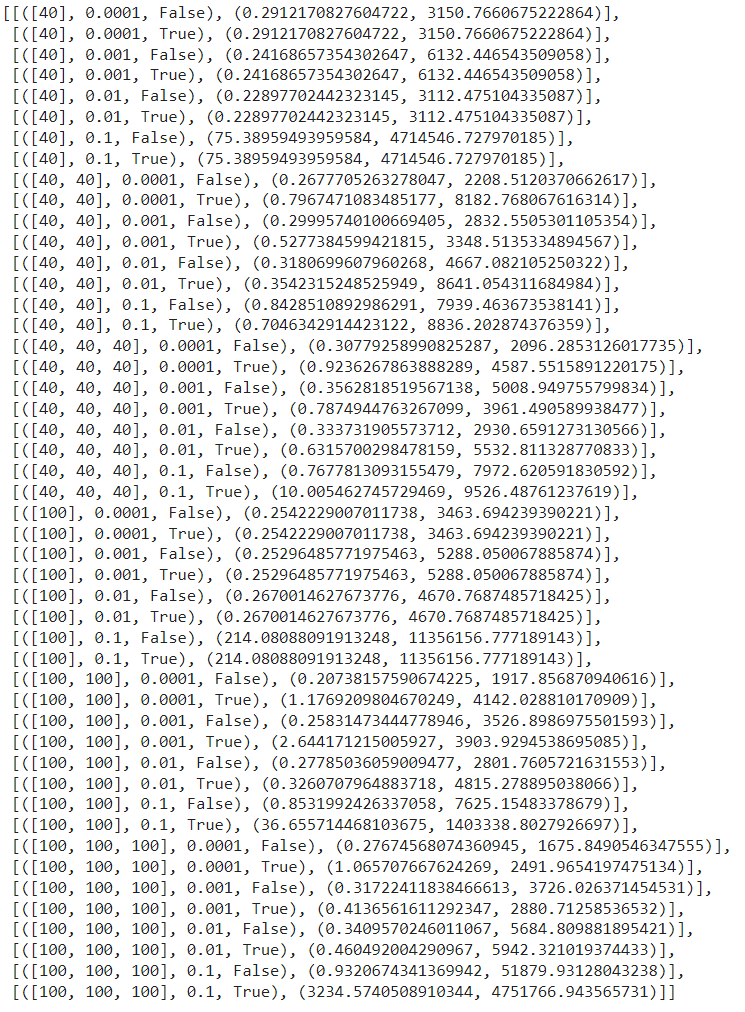 [[([40], 0.0001, False), (0.2912170827604722, 3150.7660675222864)],
[([40], 0.0001, True), (0.2912170827604722, 3150.7660675222864)],
[([40], 0.001, False), (0.24168657354302647, 6132.446543509058)],
[([40], 0.001, True), (0.24168657354302647, 6132.446543509058)],
[([40], 0.01, False), (0.22897702442323145, 3112.475104335087)],
[([40], 0.01, True), (0.22897702442323145, 3112.475104335087)],
[([40], 0.1, False), (75.38959493959584, 4714546.727970185)],
[([40], 0.1, True), (75.38959493959584, 4714546.727970185)],
[([40, 40], 0.0001, False), (0.2677705263278047, 2208.5120370662617)],
[([40, 40], 0.0001, True), (0.7967471083485177, 8182.768067616314)],
[([40, 40], 0.001, False), (0.29995740100669405, 2832.5505301105354)],
[([40, 40], 0.001, True), (0.5277384599421815, 3348.5135334894567)],
[([40, 40], 0.01, False), (0.3180699607960268, 4667.082105250322)],
[([40, 40], 0.01, True), (0.3542315248525949, 8641.054311684984)],
[([40, 40], 0.1, False), (0.8428510892986291, 7939.463673538141)],
[([40, 40], 0.1, True), (0.7046342914423122, 8836.202874376359)],
[([40, 40, 40], 0.0001, False), (0.30779258990825287, 2096.2853126017735)],
[([40, 40, 40], 0.0001, True), (0.9236267863888289, 4587.5515891220175)],
[([40, 40, 40], 0.001, False), (0.3562818519567138, 5008.949755799834)],
[([40, 40, 40], 0.001, True), (0.7874944763267099, 3961.490589938477)],
[([40, 40, 40], 0.01, False), (0.333731905573712, 2930.6591273130566)],
[([40, 40, 40], 0.01, True), (0.6315700298478159, 5532.811328770833)],
[([40, 40, 40], 0.1, False), (0.7677813093155479, 7972.620591830592)],
[([40, 40, 40], 0.1, True), (10.005462745729469, 9526.48761237619)],
[([100], 0.0001, False), (0.2542229007011738, 3463.694239390221)],
[([100], 0.0001, True), (0.2542229007011738, 3463.694239390221)],
[([100], 0.001, False), (0.25296485771975463, 5288.050067885874)],
[([100], 0.001, True), (0.25296485771975463, 5288.050067885874)],
[([100], 0.01, False), (0.2670014627673776, 4670.7687485718425)],
[([100], 0.01, True), (0.2670014627673776, 4670.7687485718425)],
[([100], 0.1, False), (214.08088091913248, 11356156.777189143)],
[([100], 0.1, True), (214.08088091913248, 11356156.777189143)],
[([100, 100], 0.0001, False), (0.20738157590674225, 1917.856870940616)],
[([100, 100], 0.0001, True), (1.1769209804670249, 4142.028810170909)],
[([100, 100], 0.001, False), (0.25831473444778946, 3526.8986975501593)],
[([100, 100], 0.001, True), (2.644171215005927, 3903.9294538695085)],
[([100, 100], 0.01, False), (0.27785036059009477, 2801.7605721631553)],
[([100, 100], 0.01, True), (0.3260707964883718, 4815.278895038066)],
[([100, 100], 0.1, False), (0.8531992426337058, 7625.15483378679)],
[([100, 100], 0.1, True), (36.655714468103675, 1403338.8027926697)],
[([100, 100, 100], 0.0001, False), (0.27674568074360945, 1675.8490546347555)],
[([100, 100, 100], 0.0001, True), (1.065707667624269, 2491.9654197475134)],
[([100, 100, 100], 0.001, False), (0.31722411838466613, 3726.026371454531)],
[([100, 100, 100], 0.001, True), (0.4136561611292347, 2880.71258536532)],
[([100, 100, 100], 0.01, False), (0.3409570246011067, 5684.809881895421)],
[([100, 100, 100], 0.01, True), (0.460492004290967, 5942.321019374433)],
[([100, 100, 100], 0.1, False), (0.9320674341369942, 51879.93128043238)],
[([100, 100, 100], 0.1, True), (3234.5740508910344, 4751766.943565731)]]